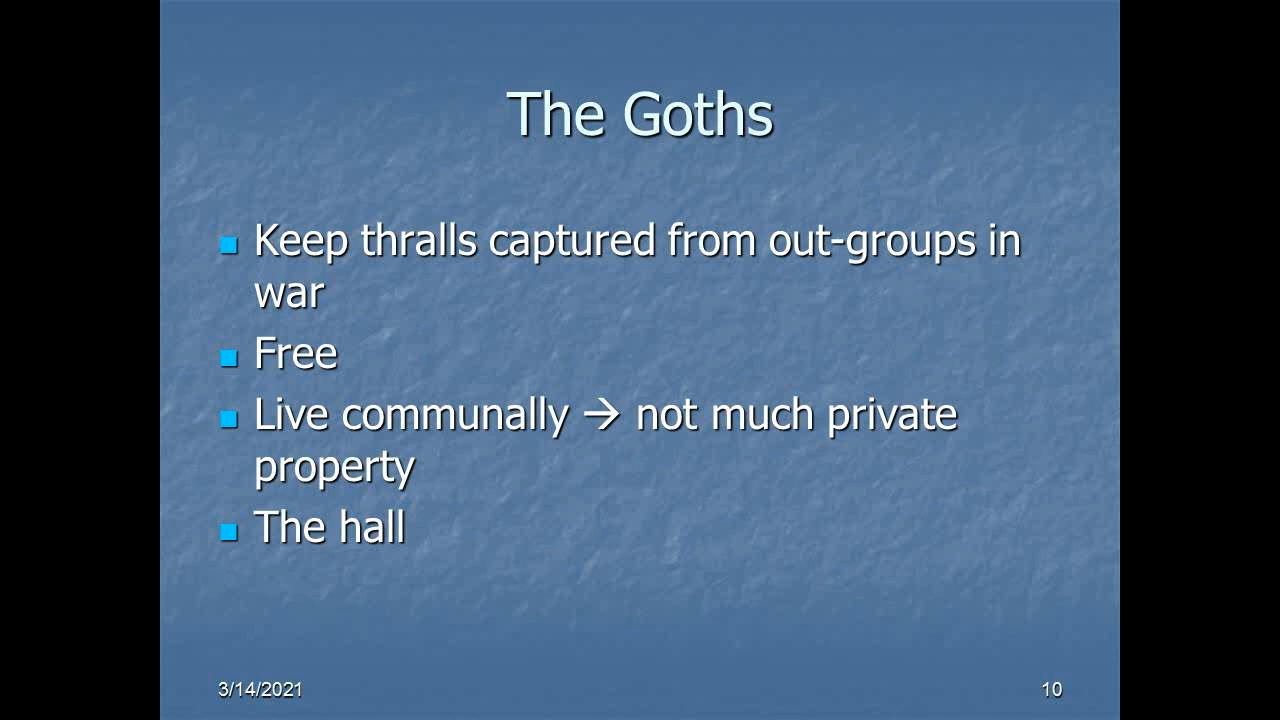 The Goths
■ Keep thralls captured from out-groups in
war
■ Free
■ Live communally → not much private
property
■ The hall
3/14/2021
10